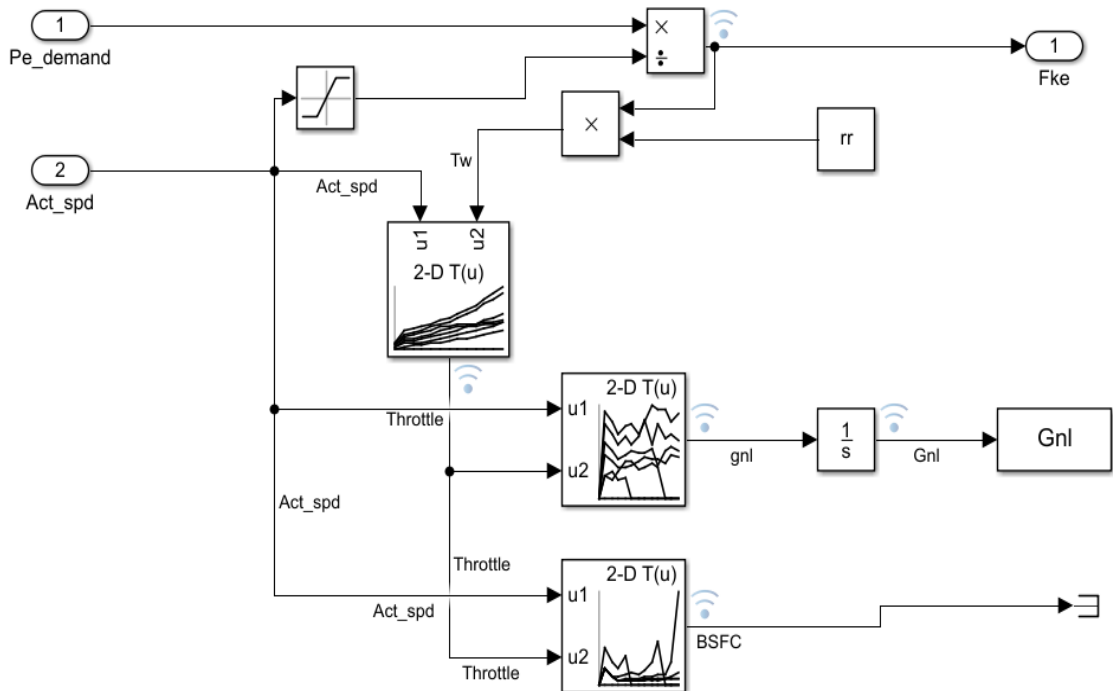 1
Pe_demand
×
÷
1
Fke
×
rr
2
Act_spd
Act_spd
Tw
u1
u2
2-D T(u)
Throttle
2-D T(u)
u1
u2
gnl
1
s
Gnl
Gnl
Act_spd
Throttle
2-D T(u)
u1
u2
Act_spd
BSFC
Throttle